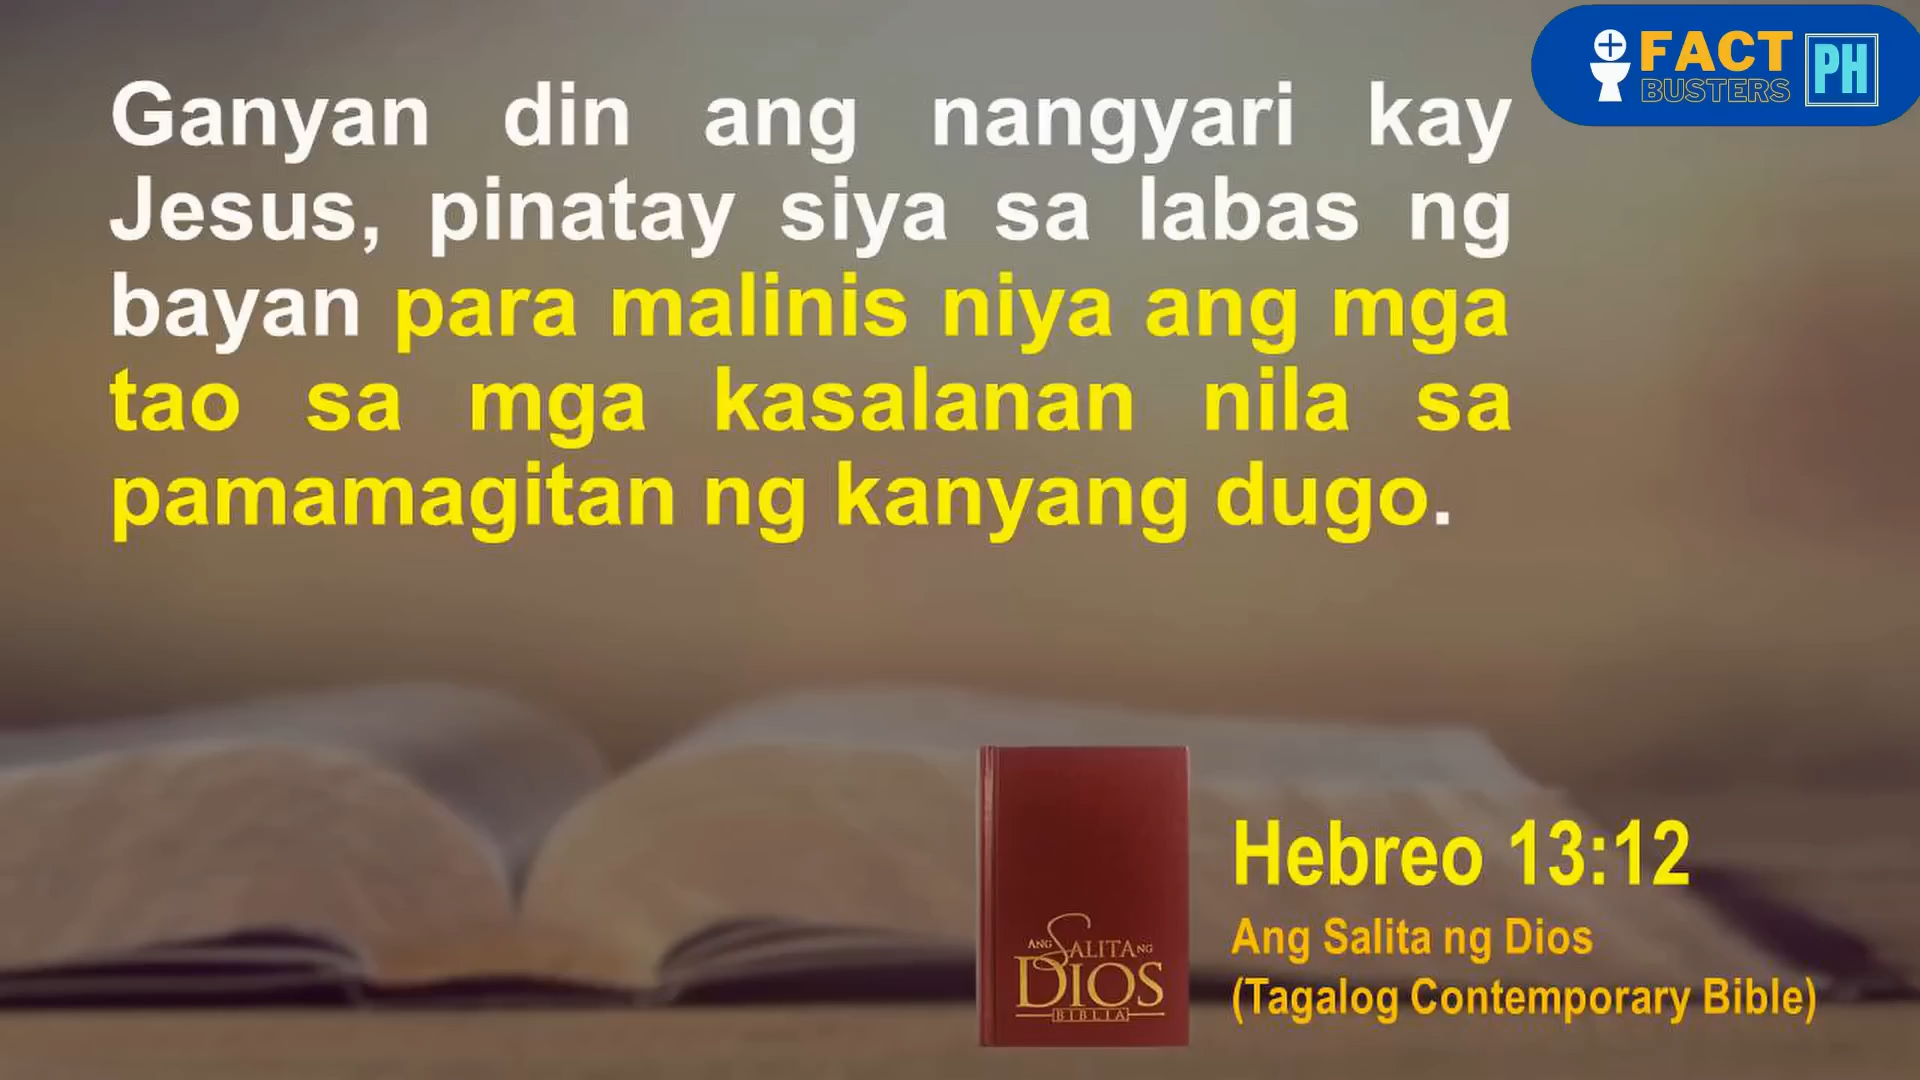 FACT
BUSTERS
PH
Ganyan din ang nangyari kay
Jesus, pinatay siya sa labas ng
bayan para malinis niya ang mga
tao sa mga kasalanan nila sa
pamamagitan ng kanyang dugo.
ANG SALITA NG
DIOS
BIBLIA
Hebreo 13:12
Ang Salita ng Dios
(Tagalog Contemporary Bible)